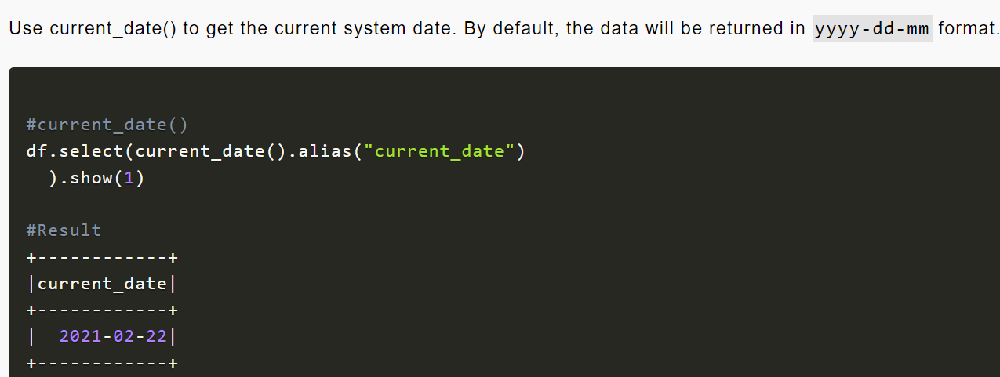 Use current_date() to get the current system date. By default, the data will be returned in yyyy-dd-mm format.
#current_date()
df.select(current_date().alias("current_date")
  ).show(1)
#Result
+------------+
|current_date|
+------------+
|  2021-02-22|
+------------+